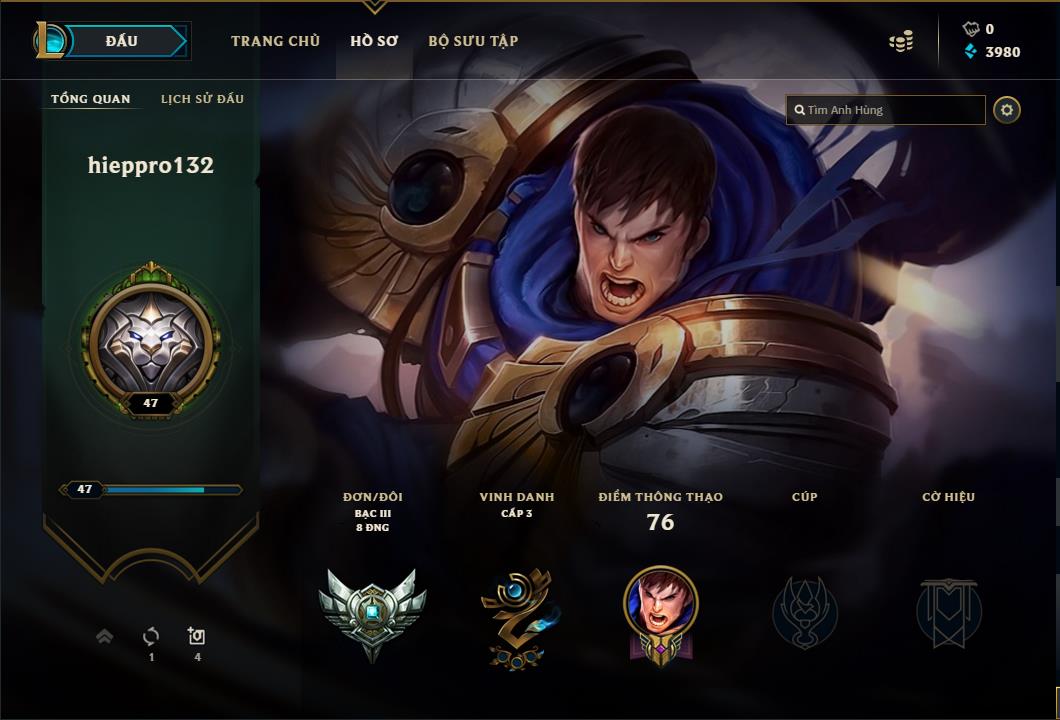 ĐẤU
TRANG CHỦ
HỒ SƠ
BỘ SƯU TẬP
0
3980
TỔNG QUAN
LỊCH SỬ ĐẤU
Tìm Anh Hùng
hieppro132
47
47
ĐƠN/ĐÔI
BẠC III
8 ĐNG
VINH DANH
CẤP 3
ĐIỂM THÔNG THẠO
76
CÚP
CỜ HIỆU
1
4